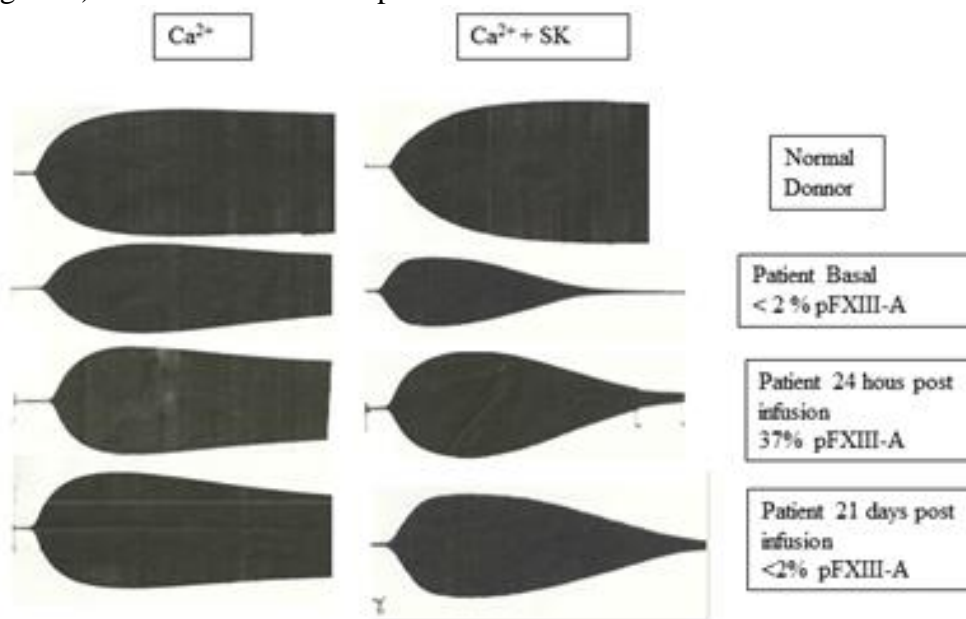 Ca²⁺
Ca²⁺ + SK
Normal
Donnor
Patient Basal
< 2 % pFXIII-A
Patient 24 hous post
infusion
37% pFXIII-A
Patient 21 days post
infusion
<2% pFXIII-A